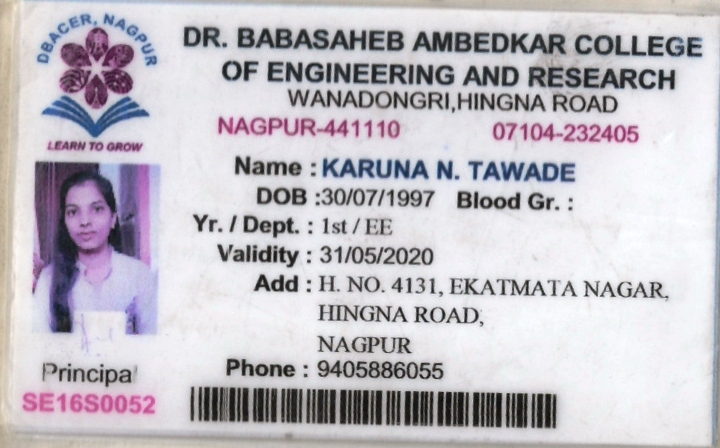 DBACER, NAGPUR
LEARN TO GROW
DR. BABASAHEB AMBEDKAR COLLEGE
OF ENGINEERING AND RESEARCH
WANADONGRI,HINGNA ROAD
NAGPUR-441110 07104-232405
Name : KARUNA N. TAWADE
DOB :30/07/1997 Blood Gr. :
Yr. / Dept. : 1st / EE
Validity : 31/05/2020
Add : H. NO. 4131, EKATMATA NAGAR,
HINGNA ROAD,
NAGPUR
Phone : 9405886055
Principal
SE16S0052